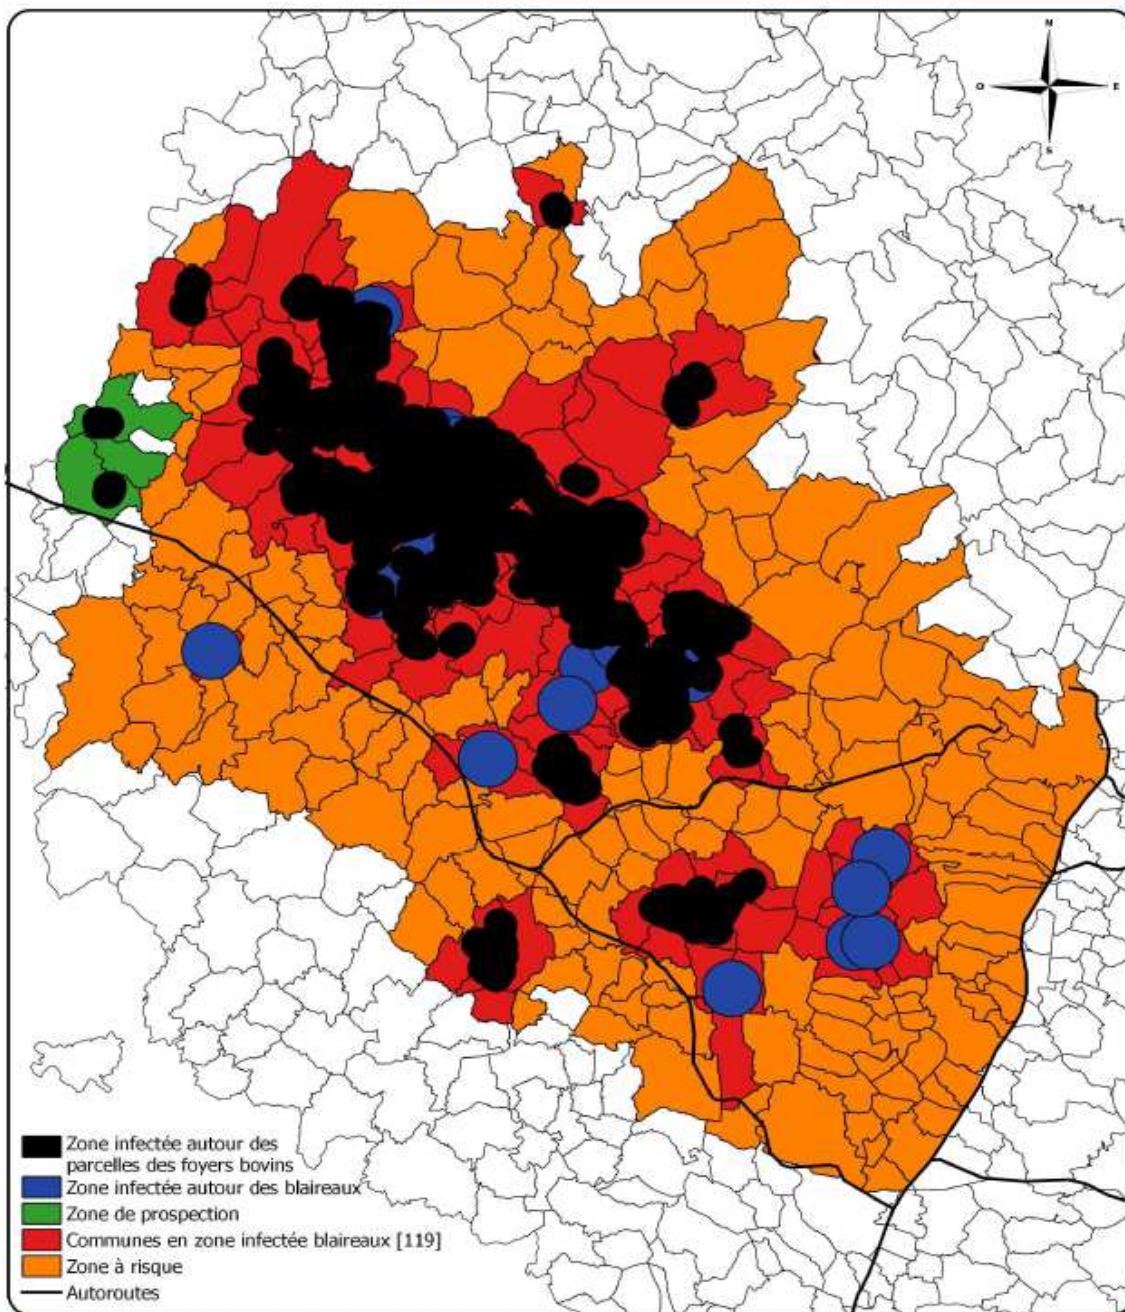 N
O E
S
Zone infectée autour des
parcelles des foyers bovins
Zone infectée autour des blaireaux
Zone de prospection
Communes en zone infectée blaireaux [119]
Zone à risque
Autoroutes